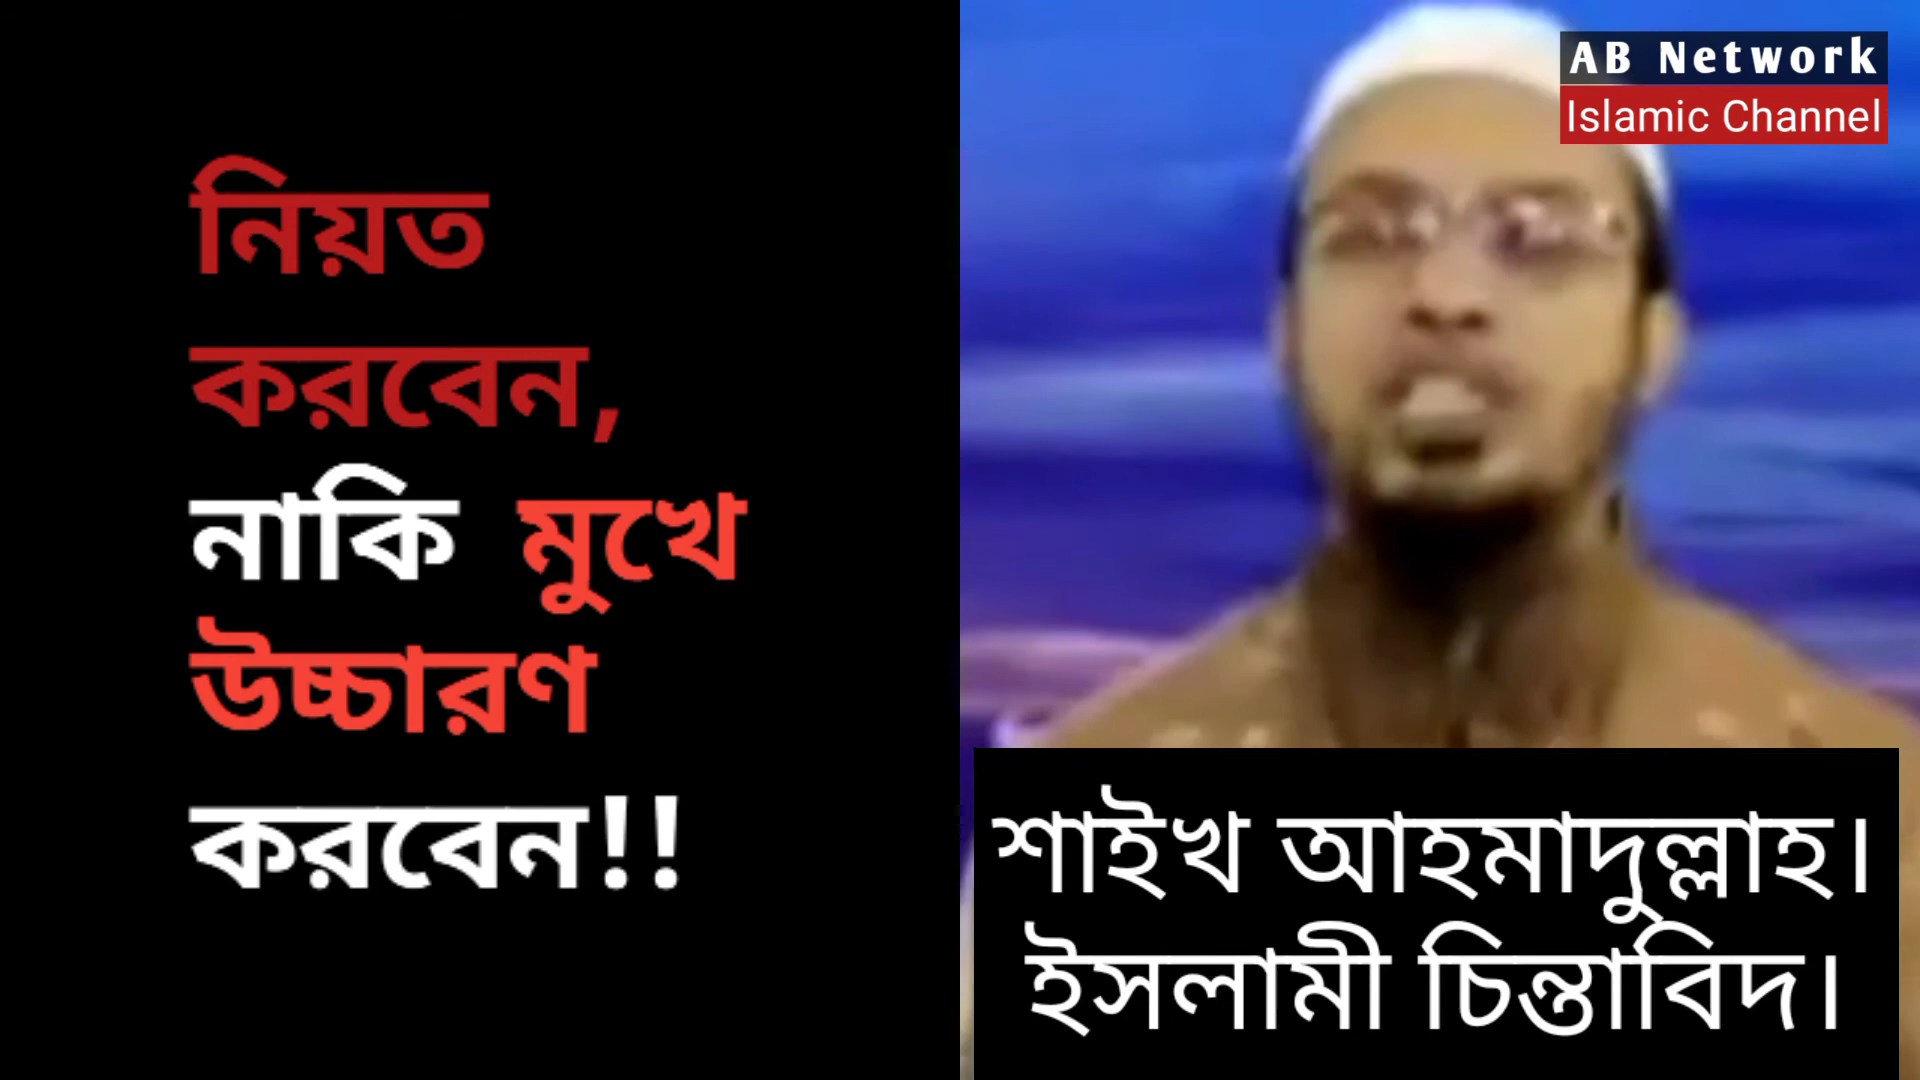 নিয়ত
করবেন,
নাকি মুখে
উচ্চারণ
করবেন!!
AB Network
Islamic Channel
শাইখ আহমাদুল্লাহ।
ইসলামী চিন্তাবিদ।